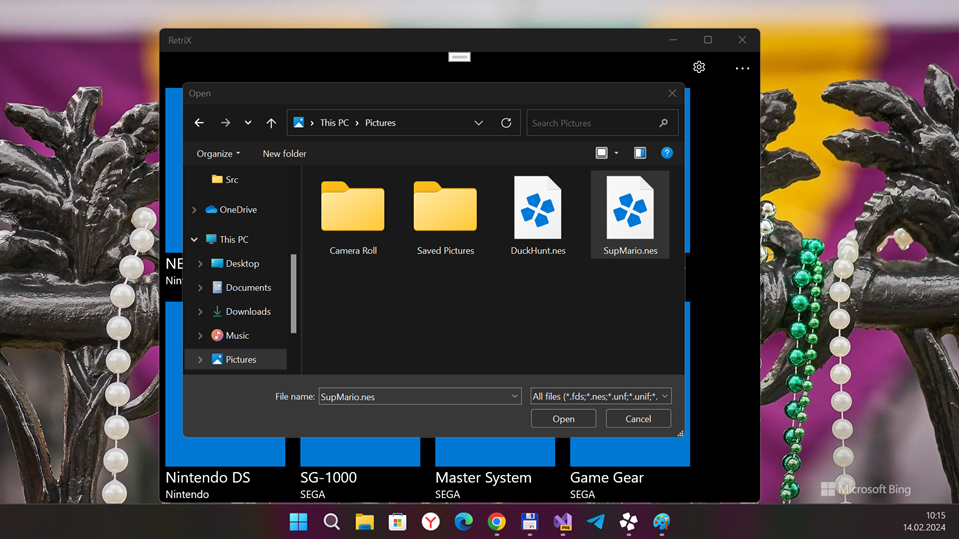 RetriX
Open
This PC
Pictures
Search Pictures
Organize
New folder
Src
OneDrive
This PC
Desktop
Documents
Downloads
Music
Pictures
Camera Roll
Saved Pictures
DuckHunt.nes
SupMario.nes
File name:
SupMario.nes
All files (*.fds;*.nes;*.unf;*.unif;*.
Open
Cancel
NE
Nin
Nintendo DS
Nintendo
SG-1000
SEGA
Master System
SEGA
Game Gear
SEGA
Microsoft Bing
10:15
14.02.2024